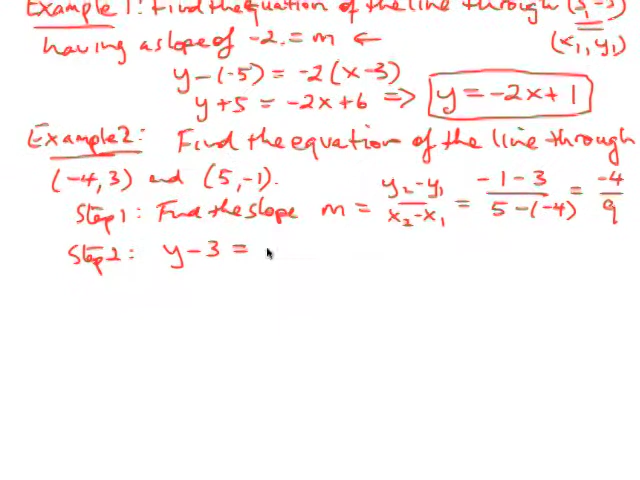 Example 1: Find the Equation of the line through (3,-5)
having a slope of -2. = m ←
(x₁, y₁)
y-(-5) = -2(x-3)
y+5 = -2x+6 => y = -2x+1
Example 2: Find the equation of the line through
(-4,3) and (5,-1).
Step 1: Find the slope m = y₂-y₁/x₂-x₁ = -1-3/5-(-4) = -4/9
Step 2: y-3 =